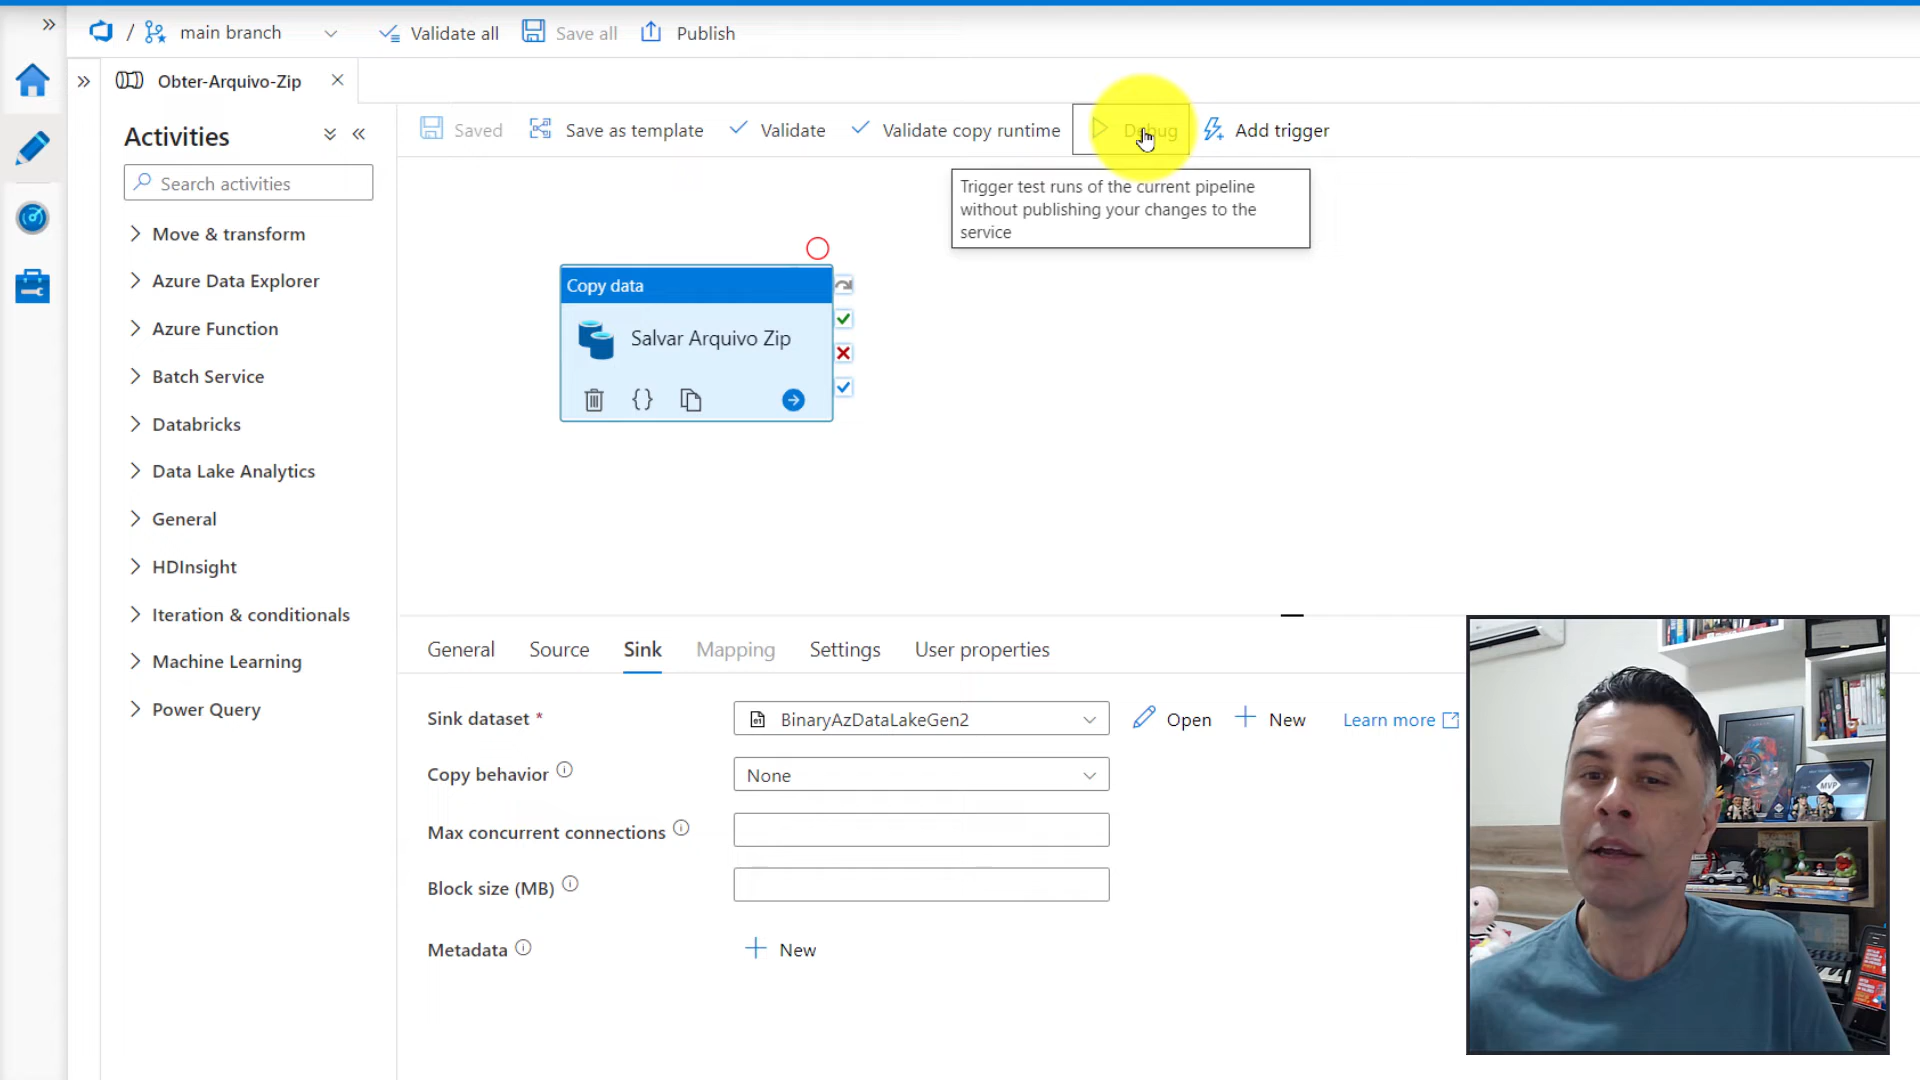 / main branch Validate all Save all Publish
Obter-Arquivo-Zip
Activities
Search activities
Move & transform
Azure Data Explorer
Azure Function
Batch Service
Databricks
Data Lake Analytics
General
HDInsight
Iteration & conditionals
Machine Learning
Power Query
Saved Save as template Validate Validate copy runtime Debug Add trigger
Trigger test runs of the current pipeline
without publishing your changes to the
service
Copy data
Salvar Arquivo Zip
{}
General Source Sink Mapping Settings User properties
Sink dataset * BinaryAzDataLakeGen2 Open New Learn more
Copy behavior None
Max concurrent connections
Block size (MB)
Metadata New
MVP